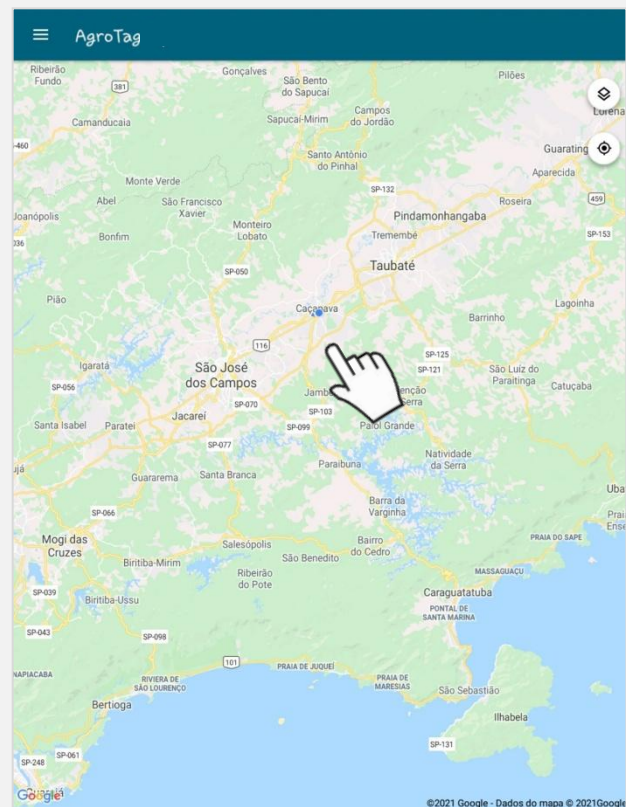 AgroTag
Ribeirão
Fundo
381
Gonçalves
São Bento
do Sapucaí
Pilões
Lorena
Camanducaia
Sapucaí-Mirim
Campos
do Jordão
-460
Santo Antônio
do Pinhal
Guarating
Aparecida
Monte Verde
SP-132
Joanópolis
Abel
São Francisco
Xavier
Roseira
459
Pindamonhangaba
Bonfim
Monteiro
Lobato
Tremembé
SP-153
036
SP-050
Taubaté
Pião
Caçapava
Lagoinha
Barrinho
116
Igaratá
São José
dos Campos
SP-125
SP-121
São Luíz do
Paraitinga
Catuçaba
SP-056
SP-070
Jacareí
SP-103
Santa Isabel
Paratei
SP-099
Paiol Grande
SP-077
Natividade
da Serra
Paraibuna
Guararema
Santa Branca
Uba
Barra da
Varginha
SP-066
Mogi das
Cruzes
Salesópolis
Bairro
do Cedro
PRAIA DO SAPE
São Benedito
Biritiba-Mirim
Ribeirão
do Pote
MASSAGUAÇU
SP-039
Biritiba-Ussu
Caraguatatuba
PONTAL DE
SANTA MARINA
SP-043
SP-098
101
PRAIA DE JUQUEÍ
RIVIERA DE
SÃO LOURENÇO
PRAIA DE
MARESIAS
São Sebastião
Bertioga
Ilhabela
SP-131
SP-061
SP-248
Google
©2021 Google - Dados do mapa © 2021Google